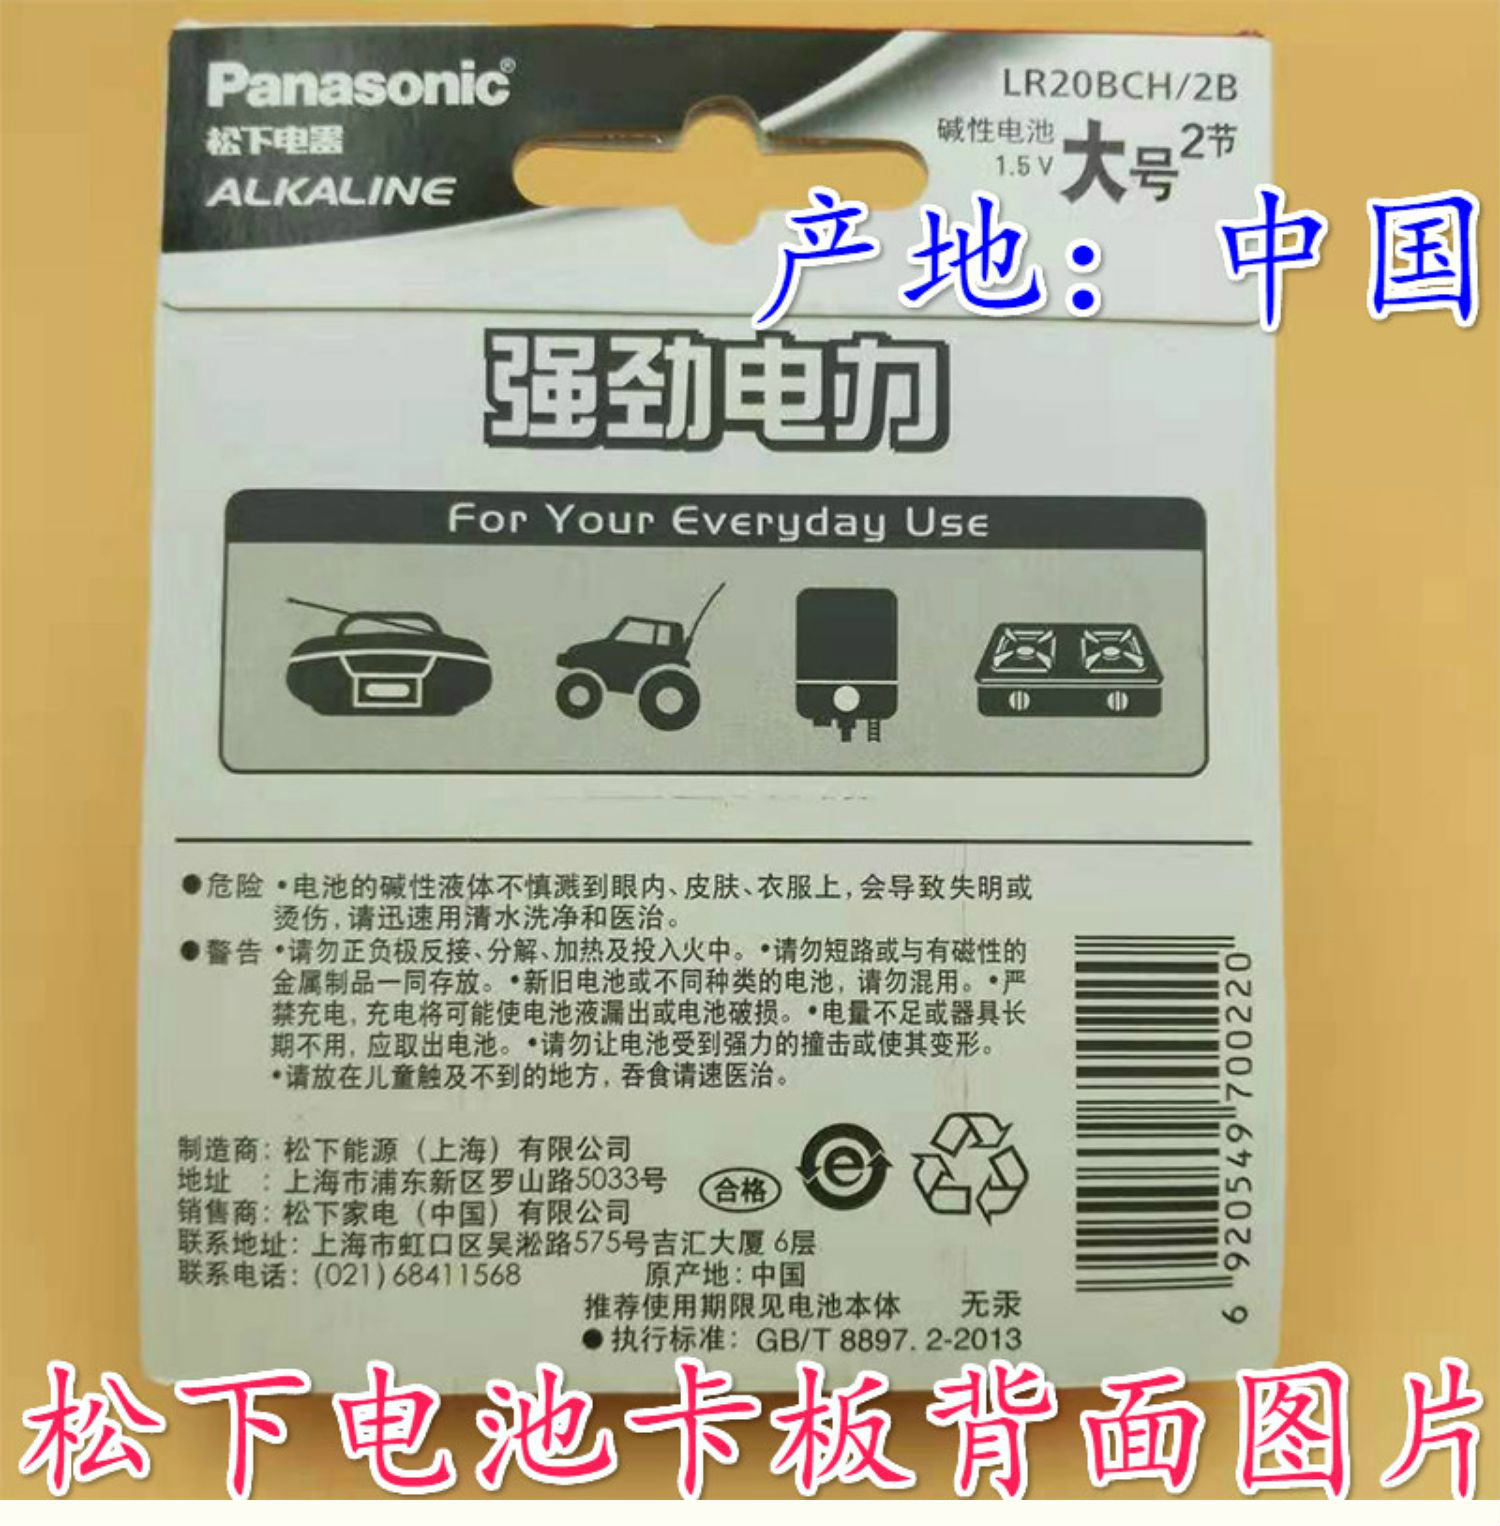 Panasonic®
松下电器
ALKALINE
LR20BCH/2B
碱性电池
1.5V
大号2节
产地：中国
强劲电力
For Your Everyday Use
●危险 •电池的碱性液体不慎溅到眼内、皮肤、衣服上，会导致失明或
烫伤，请迅速用清水洗净和医治。
●警告 •请勿正负极反接、分解、加热及投入火中。•请勿短路或与有磁性的
金属制品一同存放。•新旧电池或不同种类的电池，请勿混用。•严
禁充电，充电将可能使电池液漏出或电池破损。•电量不足或器具长
期不用，应取出电池。•请勿让电池受到强力的撞击或使其变形。
•请放在儿童触及不到的地方，吞食请速医治。
制造商：松下能源（上海）有限公司
地址　：上海市浦东新区罗山路5033号
销售商：松下家电（中国）有限公司
联系地址：上海市虹口区吴淞路575号吉汇大厦 6层
联系电话：(021)68411568　原产地：中国
推荐使用期限见电池本体　无汞
●执行标准：GB/T 8897.2-2013
合格
e
6 920549 700220
松下电池卡板背面图片